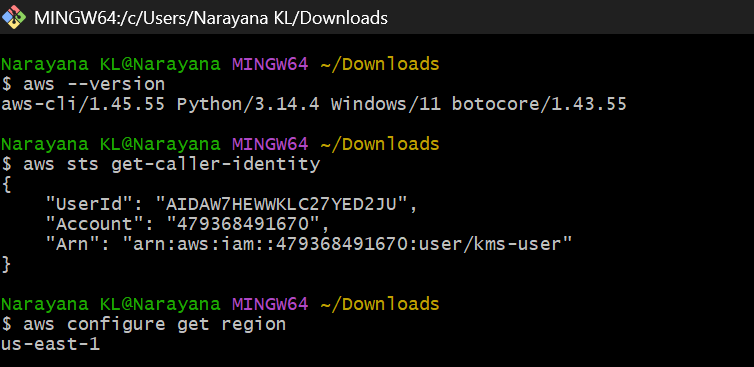 MINGW64:/c/Users/Narayana KL/Downloads
Narayana KL@Narayana MINGW64 ~/Downloads
$ aws --version
aws-cli/1.45.55 Python/3.14.4 Windows/11 botocore/1.43.55
Narayana KL@Narayana MINGW64 ~/Downloads
$ aws sts get-caller-identity
{
    "UserId": "AIDAW7HEWWKLC27YED2JU",
    "Account": "479368491670",
    "Arn": "arn:aws:iam::479368491670:user/kms-user"
}
Narayana KL@Narayana MINGW64 ~/Downloads
$ aws configure get region
us-east-1